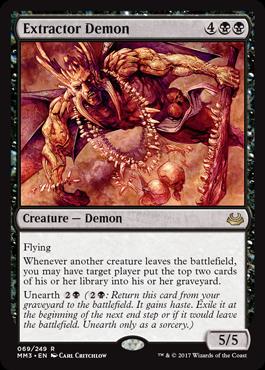 Extractor Demon 4
Creature — Demon
Flying
Whenever another creature leaves the battlefield,
you may have target player put the top two cards
of his or her library into his or her graveyard.
Unearth 2 (2: Return this card from your
graveyard to the battlefield. It gains haste. Exile it at
the beginning of the next end step or if it would leave
the battlefield. Unearth only as a sorcery.)
5/5
069/249 R
MM3 • EN Carl Critchlow
™ & © 2017 Wizards of the Coast